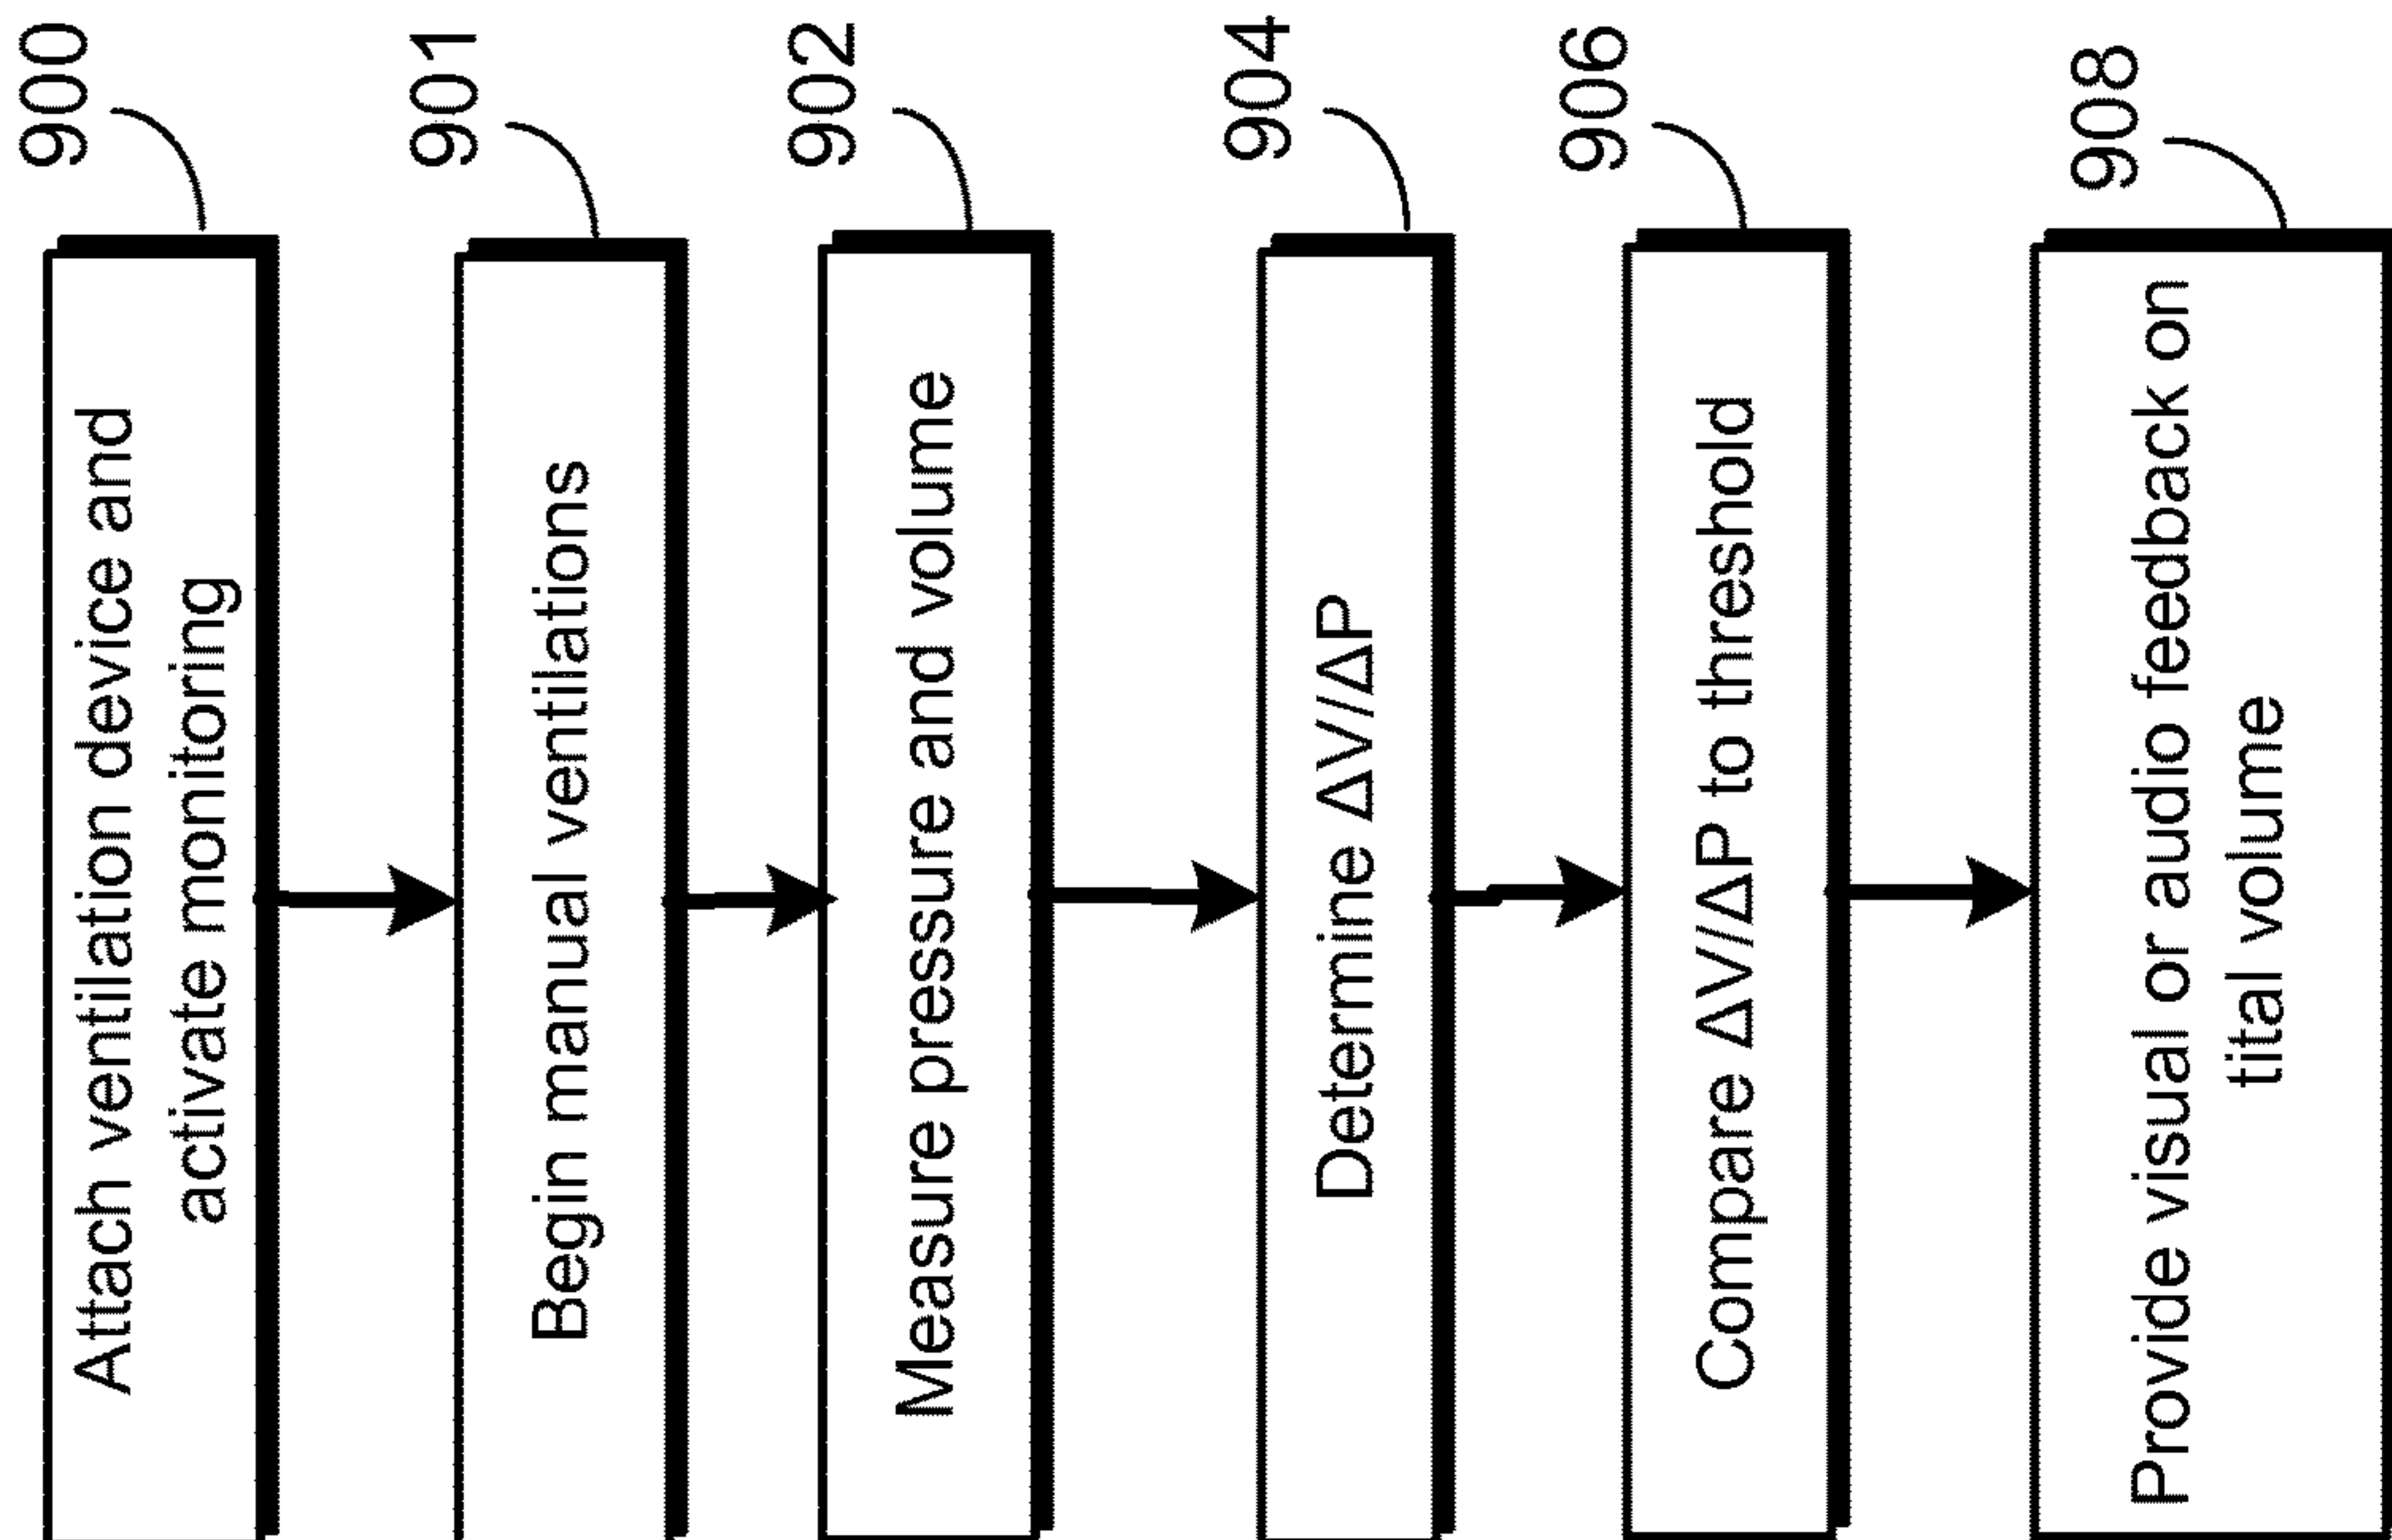 900
Attach ventilation device and
activate monitoring
901
Begin manual ventilations
902
Measure pressure and volume
904
Determine ΔV/ΔP
906
Compare ΔV/ΔP to threshold
908
Provide visual or audio feedback on
tital volume